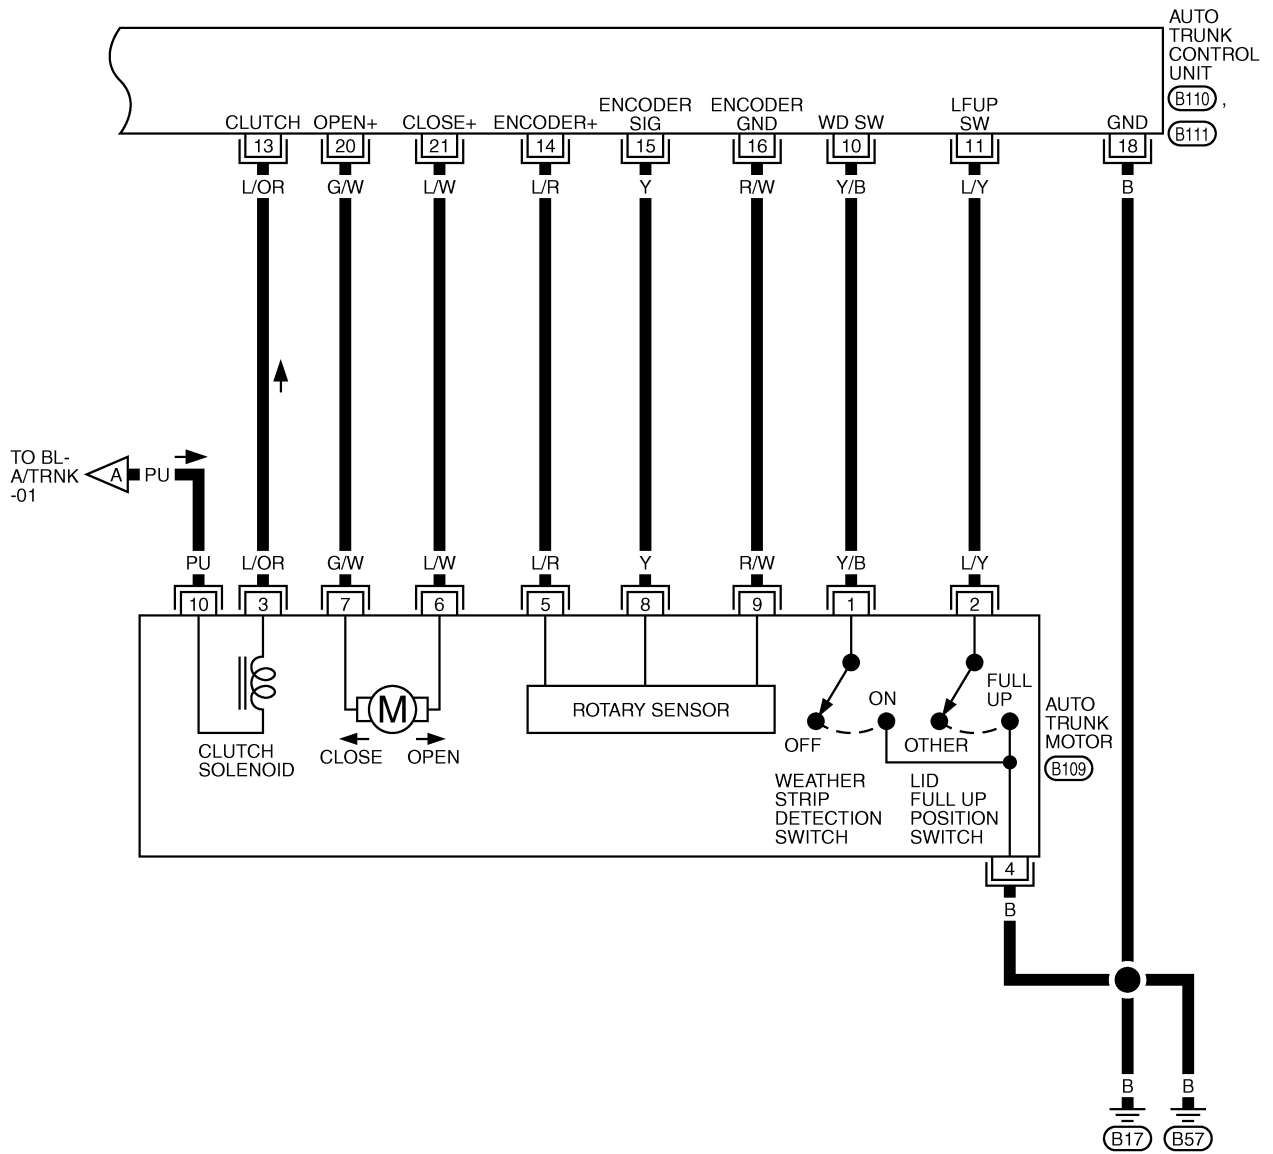 AUTO
TRUNK
CONTROL
UNIT
B110 ,
B111
CLUTCH OPEN+ CLOSE+ ENCODER+ ENCODER SIG ENCODER GND WD SW LFUP SW GND
13 20 21 14 15 16 10 11 18
L/OR G/W L/W L/R Y R/W Y/B L/Y B
TO BL-
A/TRNK
-01
A PU
PU L/OR G/W L/W L/R Y R/W Y/B L/Y
10 3 7 6 5 8 9 1 2
CLUTCH
SOLENOID
M
CLOSE OPEN
ROTARY SENSOR
OFF ON
WEATHER
STRIP
DETECTION
SWITCH
OTHER
FULL
UP
LID
FULL UP
POSITION
SWITCH
AUTO
TRUNK
MOTOR
B109
4
B
B B
B17 B57